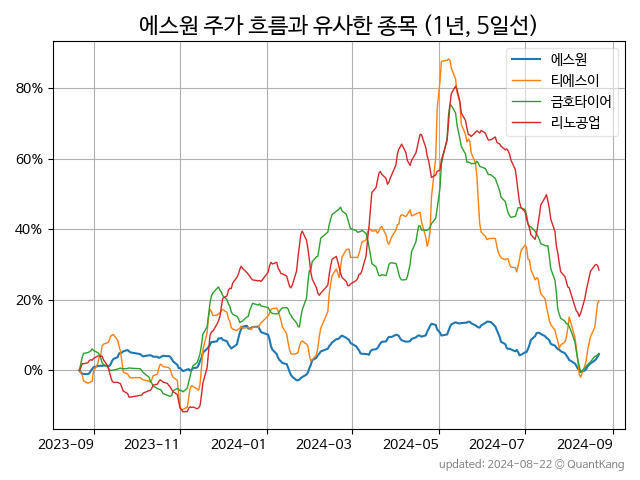 에스원 주가 흐름과 유사한 종목 (1년, 5일선)
에스원
티에스이
금호타이어
리노공업
80%
60%
40%
20%
0%
2023-09 2023-11 2024-01 2024-03 2024-05 2024-07 2024-09
updated: 2024-08-22 © QuantKang